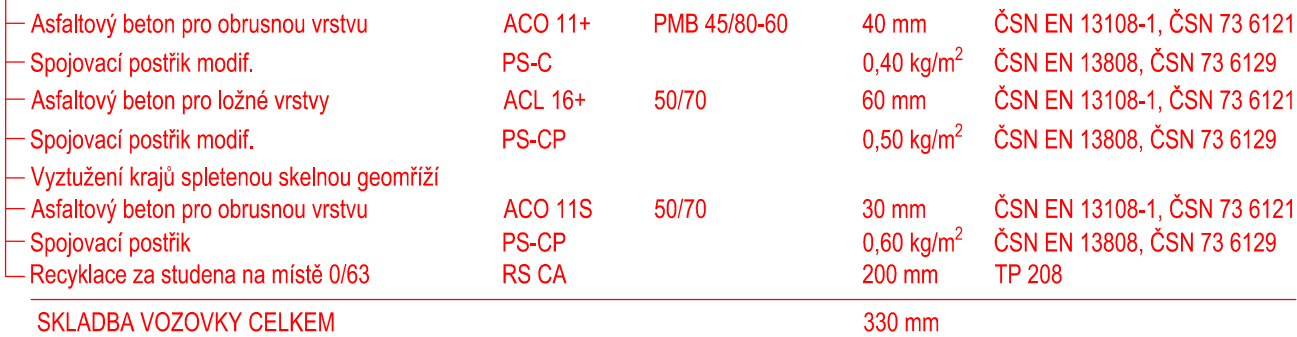 Asfaltový beton pro obrusnou vrstvu ACO 11+ PMB 45/80-60 40 mm ČSN EN 13108-1, ČSN 73 6121
Spojovací postřik modif. PS-C 0,40 kg/m² ČSN EN 13808, ČSN 73 6129
Asfaltový beton pro ložné vrstvy ACL 16+ 50/70 60 mm ČSN EN 13108-1, ČSN 73 6121
Spojovací postřik modif. PS-CP 0,50 kg/m² ČSN EN 13808, ČSN 73 6129
Vyztužení krajů spletenou skelnou geomříží
Asfaltový beton pro obrusnou vrstvu ACO 11S 50/70 30 mm ČSN EN 13108-1, ČSN 73 6121
Spojovací postřik PS-CP 0,60 kg/m² ČSN EN 13808, ČSN 73 6129
Recyklace za studena na místě 0/63 RS CA 200 mm TP 208
SKLADBA VOZOVKY CELKEM 330 mm